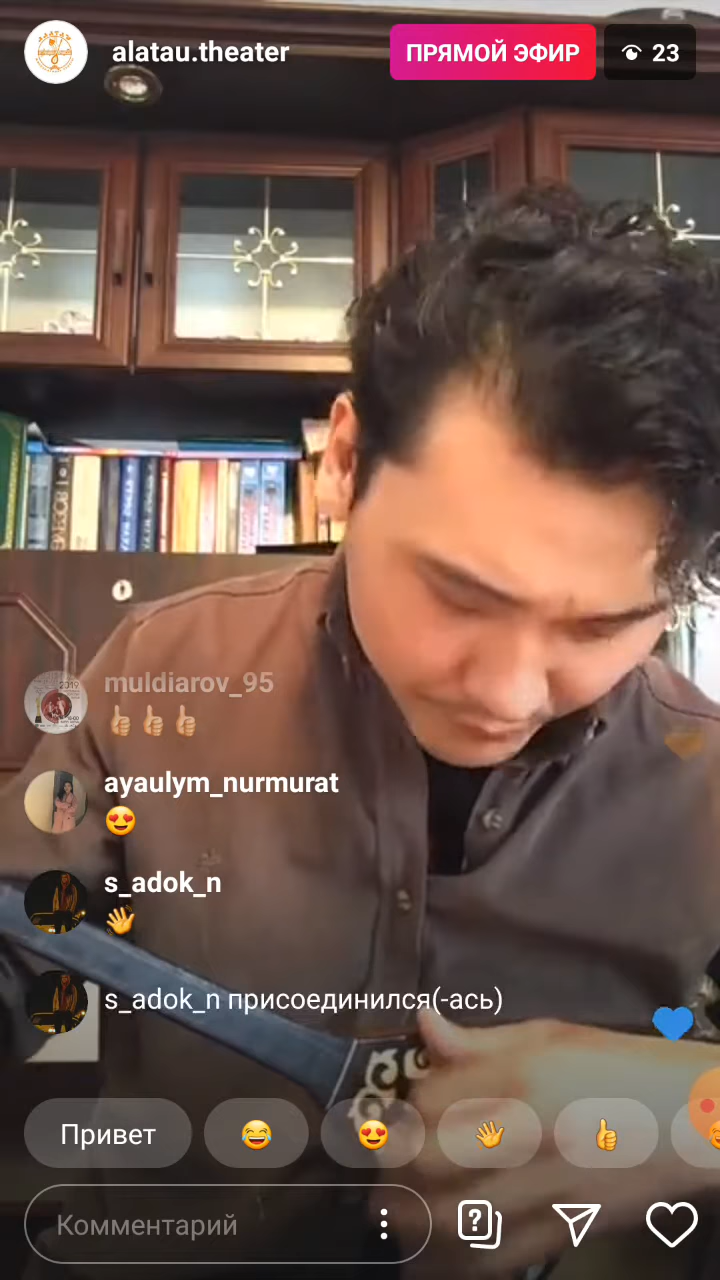 alatau.theater
ПРЯМОЙ ЭФИР
23
muldiarov_95
👍👍👍
ayaulym_nurmurat
😍
s_adok_n
👋
s_adok_n присоединился(-ась)
Привет 😂 😍 👋 👍
Комментарий